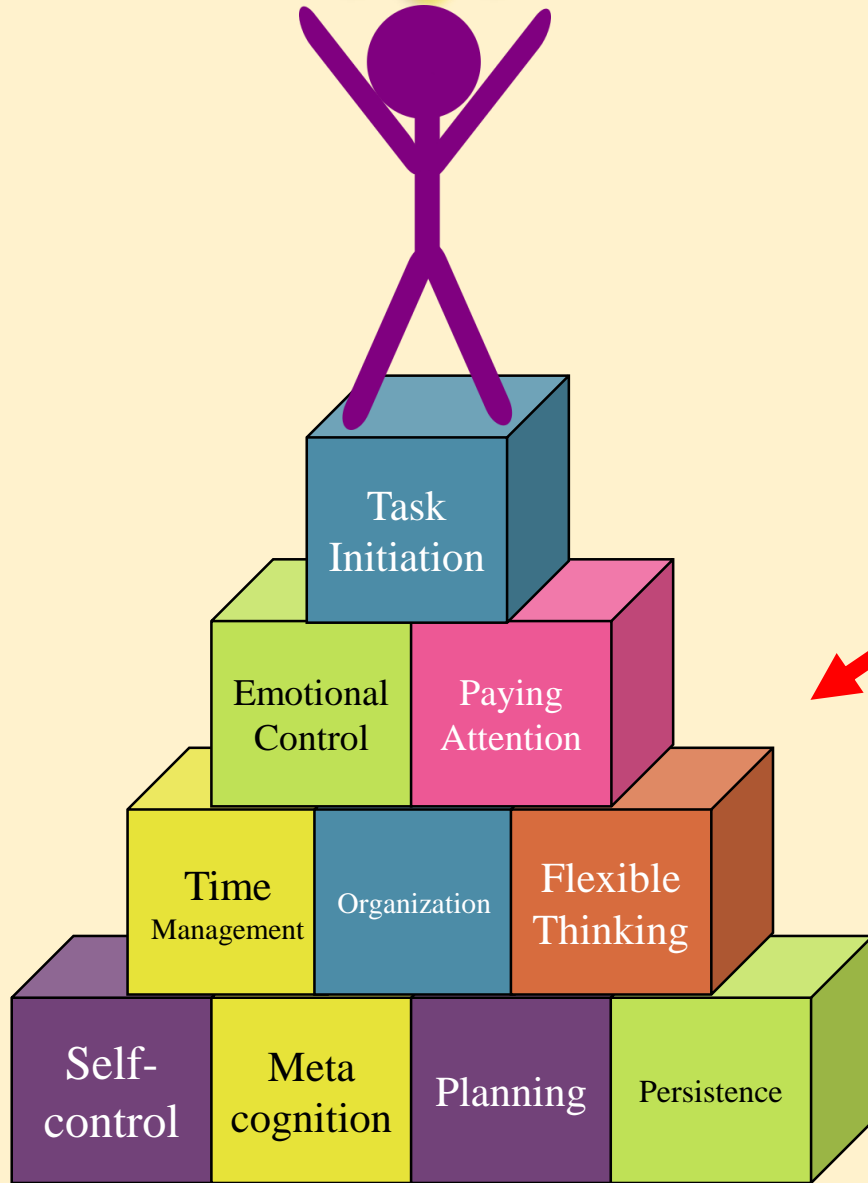 Task
Initiation
Emotional
Control
Paying
Attention
Time
Management
Organization
Flexible
Thinking
Self-
control
Meta
cognition
Planning
Persistence